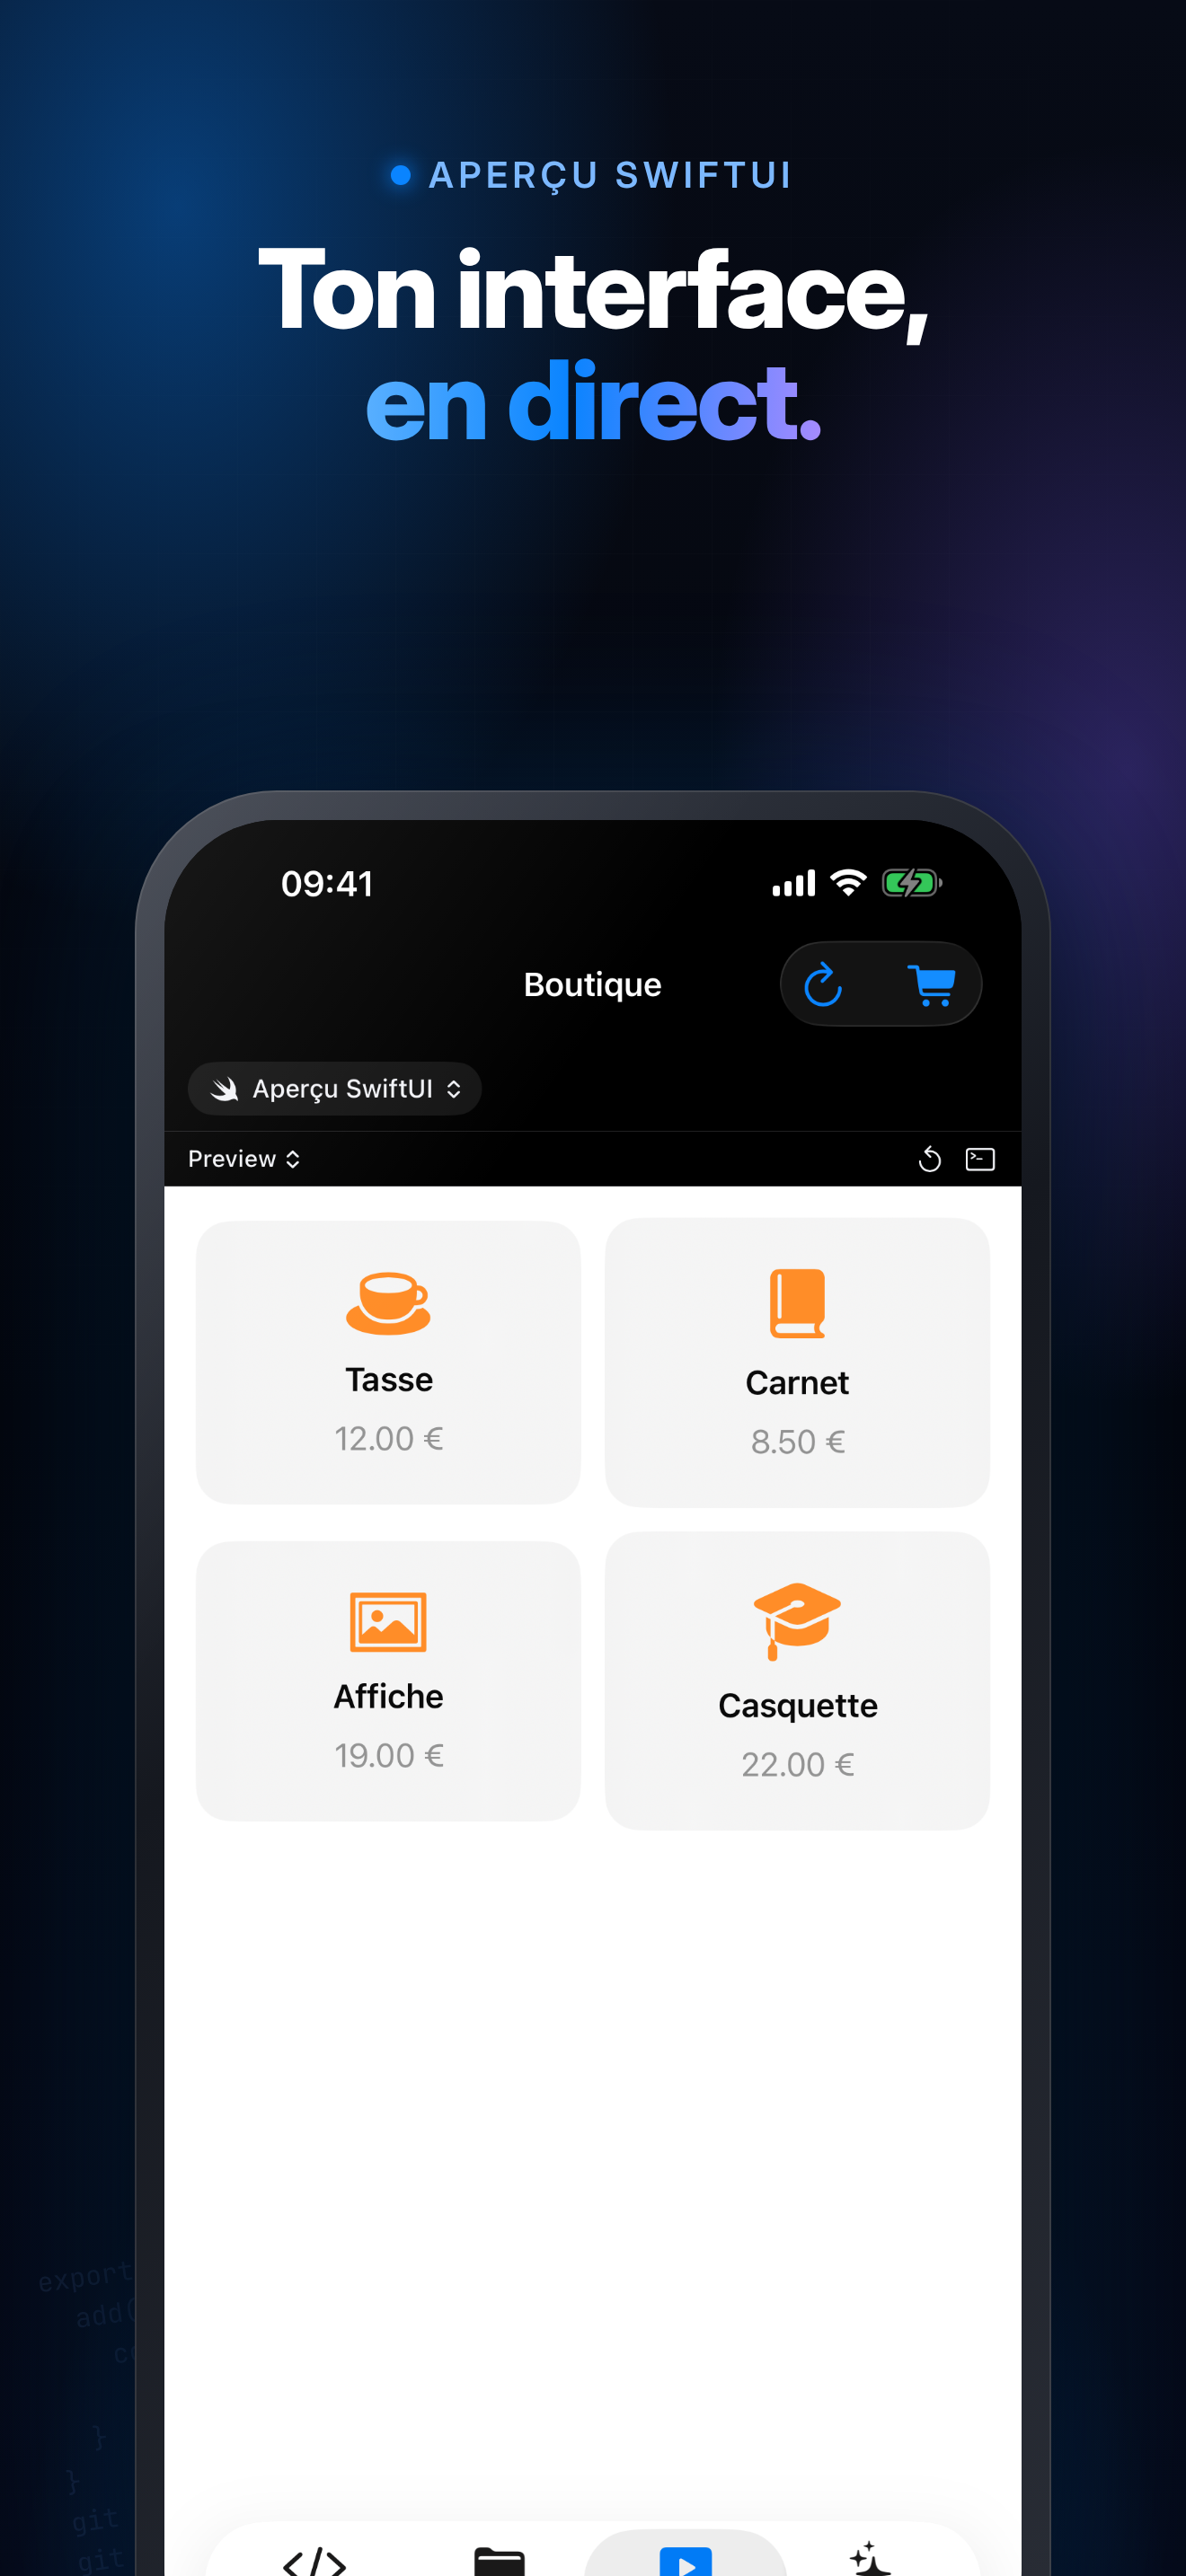 APERÇU SWIFTUI
Ton interface,
en direct.
09:41
Boutique
Aperçu SwiftUI
Preview
Tasse
12.00 €
Carnet
8.50 €
Affiche
19.00 €
Casquette
22.00 €
export
add(
}
}
git
git